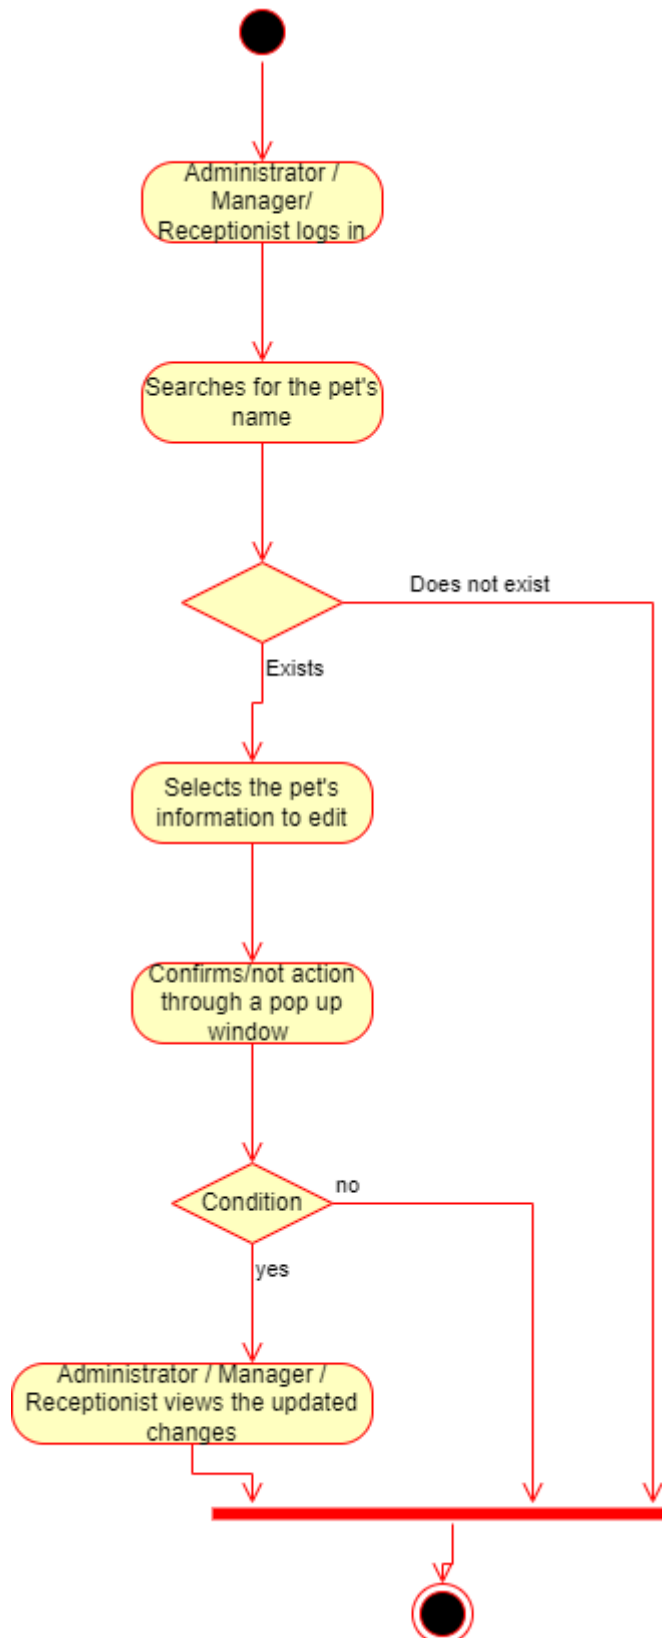 Administrator /
Manager/
Receptionist logs in
Searches for the pet's
name
Does not exist
Exists
Selects the pet's
information to edit
Confirms/not action
through a pop up
window
Condition
no
yes
Administrator / Manager /
Receptionist views the updated
changes